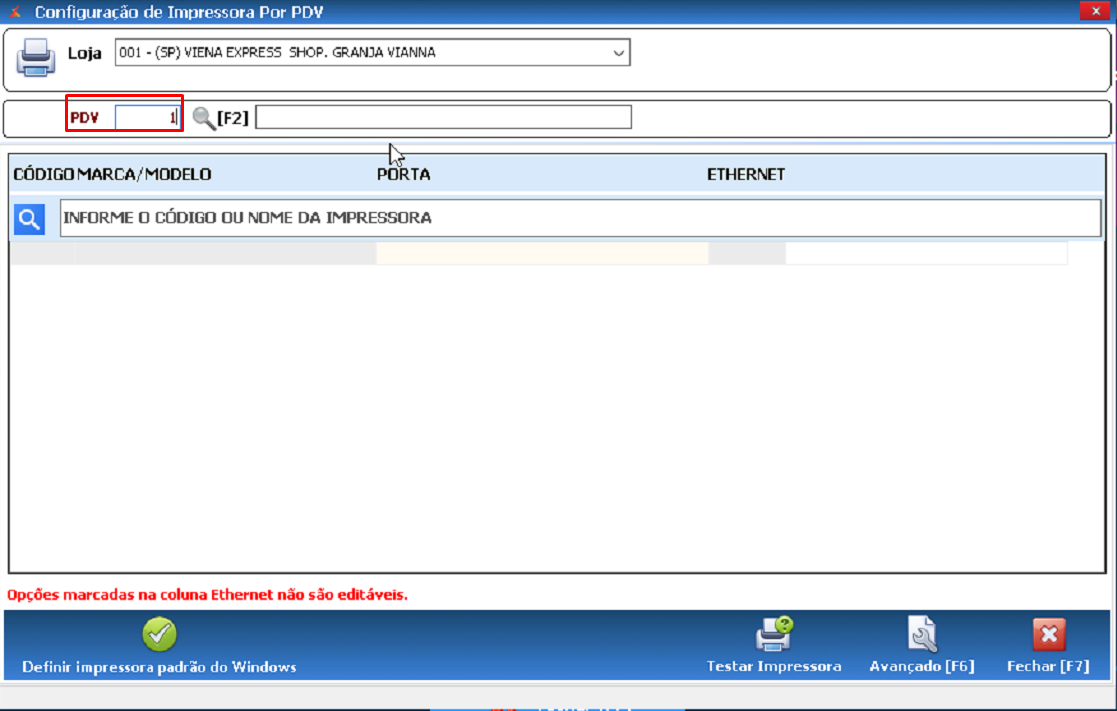 Configuração de Impressora Por PDV
Loja 001 - (SP) VIENA EXPRESS SHOP. GRANJA VIANNA
PDV 1 [F2]
CÓDIGO MARCA/MODELO PORTA ETHERNET
INFORME O CÓDIGO OU NOME DA IMPRESSORA
Opções marcadas na coluna Ethernet não são editáveis.
Definir impressora padrão do Windows Testar Impressora Avançado [F6] Fechar [F7]